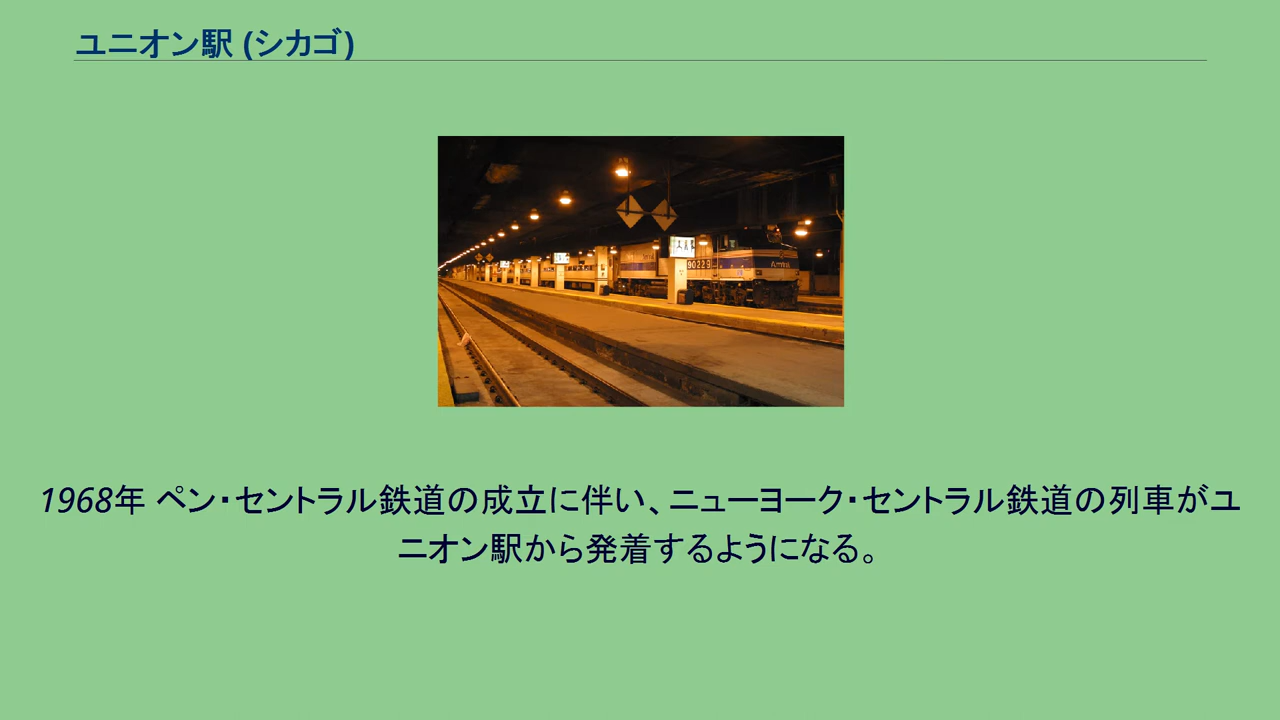 ユニオン駅 (シカゴ)
90229
Amtrak
1968年 ペン・セントラル鉄道の成立に伴い、ニューヨーク・セントラル鉄道の列車がユ
ニオン駅から発着するようになる。